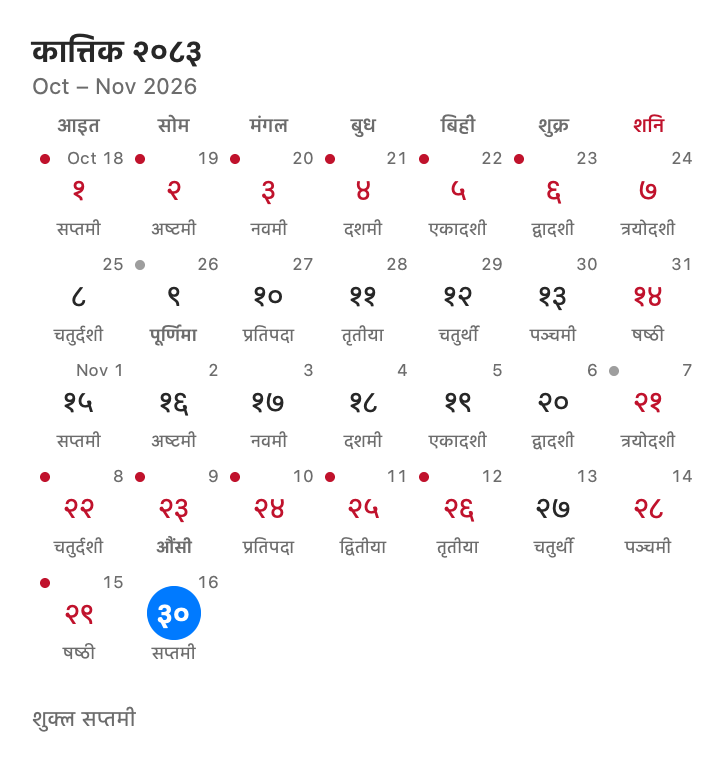 कात्तिक २०८३
Oct – Nov 2026
आइत सोम मंगल बुध बिही शुक्र शनि
Oct 18 19 20 21 22 23 24
१ २ ३ ४ ५ ६ ७
सप्तमी अष्टमी नवमी दशमी एकादशी द्वादशी त्रयोदशी
25 26 27 28 29 30 31
८ ९ १० ११ १२ १३ १४
चतुर्दशी पूर्णिमा प्रतिपदा तृतीया चतुर्थी पञ्चमी षष्ठी
Nov 1 2 3 4 5 6 7
१५ १६ १७ १८ १९ २० २१
सप्तमी अष्टमी नवमी दशमी एकादशी द्वादशी त्रयोदशी
8 9 10 11 12 13 14
२२ २३ २४ २५ २६ २७ २८
चतुर्दशी औंसी प्रतिपदा द्वितीया तृतीया चतुर्थी पञ्चमी
15 16
२९ ३०
षष्ठी सप्तमी
शुक्ल सप्तमी